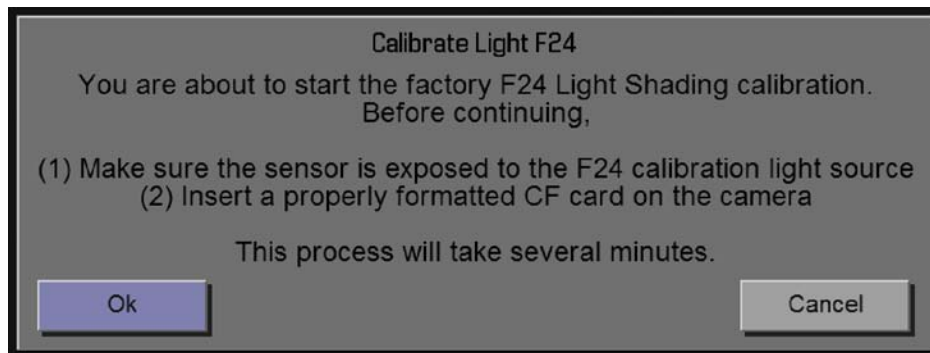 Calibrate Light F24
You are about to start the factory F24 Light Shading calibration.
Before continuing,
(1) Make sure the sensor is exposed to the F24 calibration light source
(2) Insert a properly formatted CF card on the camera
This process will take several minutes.
Ok
Cancel